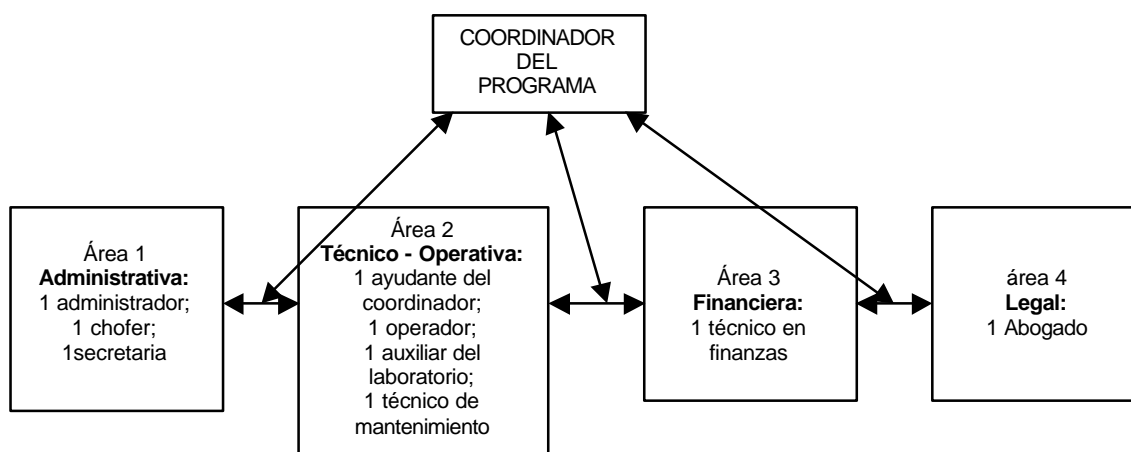 COORDINADOR
DEL
PROGRAMA
Área 1
Administrativa:
1 administrador;
1 chofer;
1secretaria
Área 2
Técnico - Operativa:
1 ayudante del
coordinador;
1 operador;
1 auxiliar del
laboratorio;
1 técnico de
mantenimiento
Área 3
Financiera:
1 técnico en
finanzas
área 4
Legal:
1 Abogado